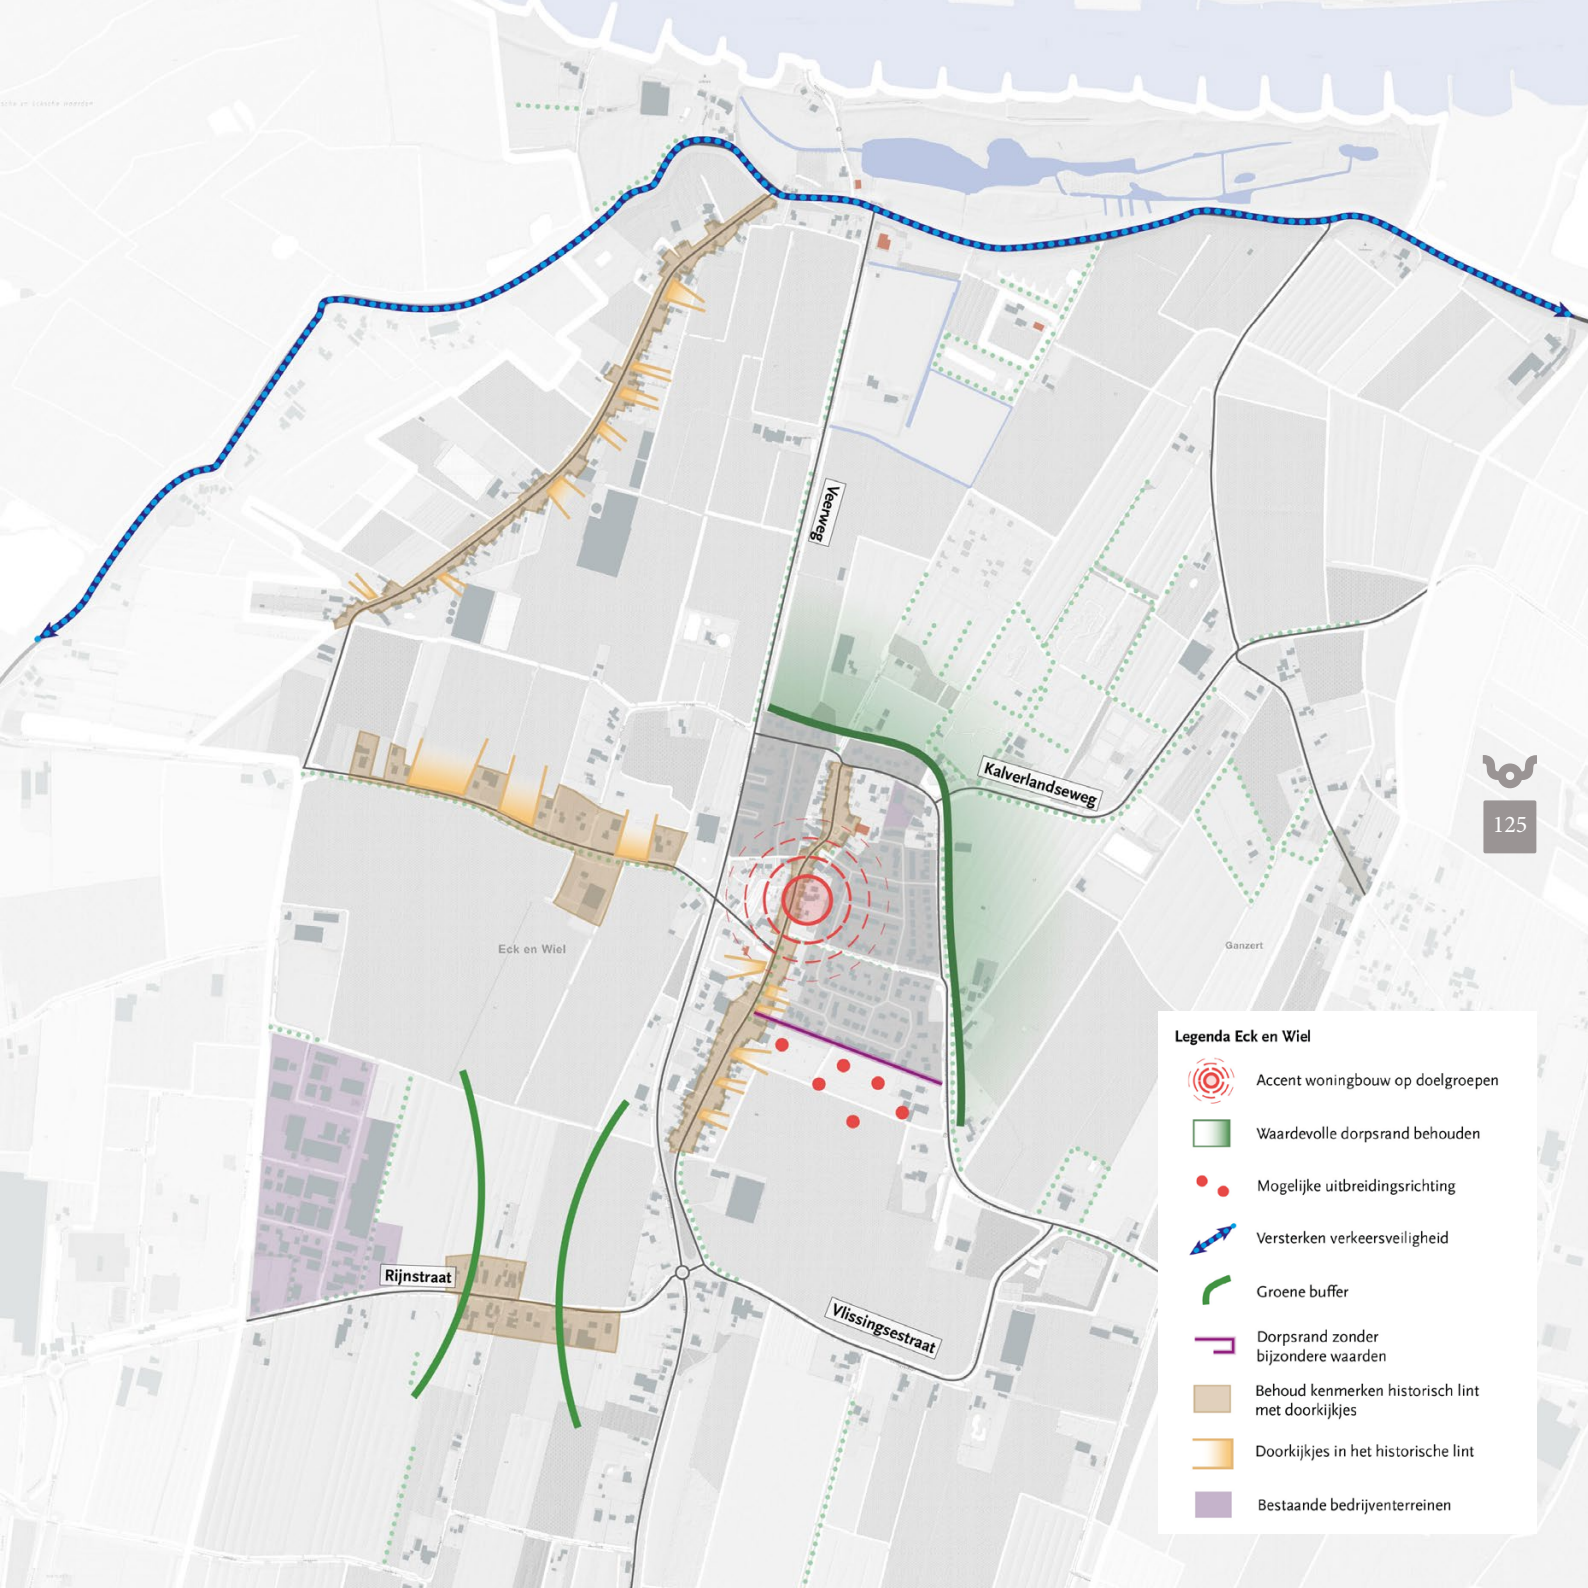 Veerweg
Kalverlandseweg
125
Eck en Wiel
Ganzert
Rijnstraat
Vlissingsestraat
Legenda Eck en Wiel
Accent woningbouw op doelgroepen
Waardevolle dorpsrand behouden
Mogelijke uitbreidingsrichting
Versterken verkeersveiligheid
Groene buffer
Dorpsrand zonder
bijzondere waarden
Behoud kenmerken historisch lint
met doorkijkjes
Doorkijkjes in het historische lint
Bestaande bedrijventerreinen